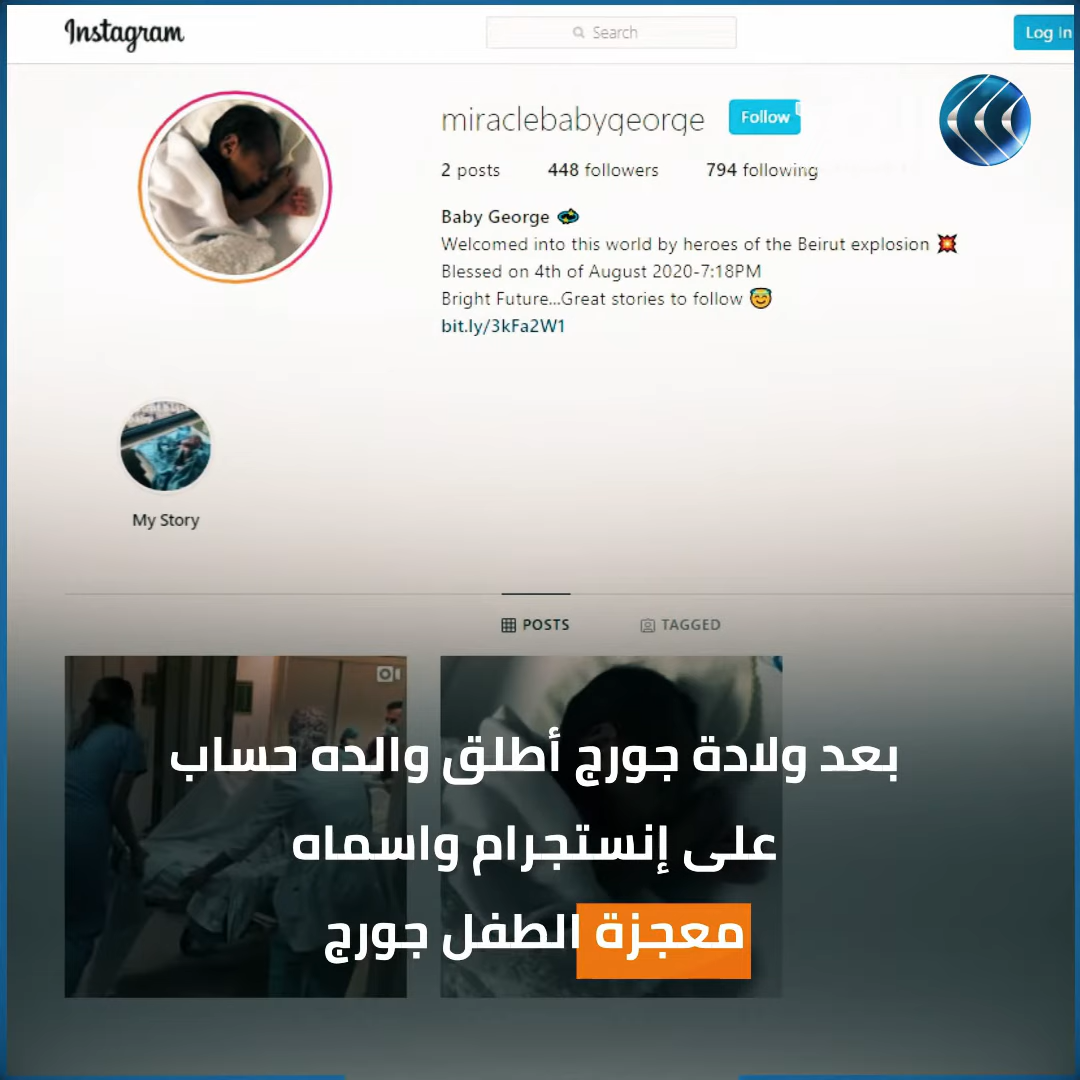 Instagram
Search
Log In
miraclebabygeorge
Follow
2 posts 448 followers 794 following
Baby George
Welcomed into this world by heroes of the Beirut explosion 💥
Blessed on 4th of August 2020-7:18PM
Bright Future...Great stories to follow 😇
bit.ly/3kFa2W1
My Story
POSTS
TAGGED
بعد ولادة جورج أطلق والده حساب
على إنستجرام واسماه
معجزة الطفل جورج